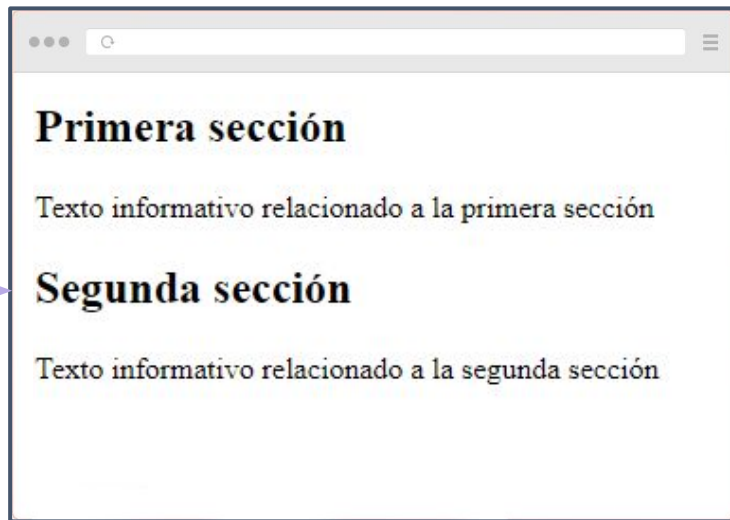 Primera sección
Texto informativo relacionado a la primera sección
Segunda sección
Texto informativo relacionado a la segunda sección